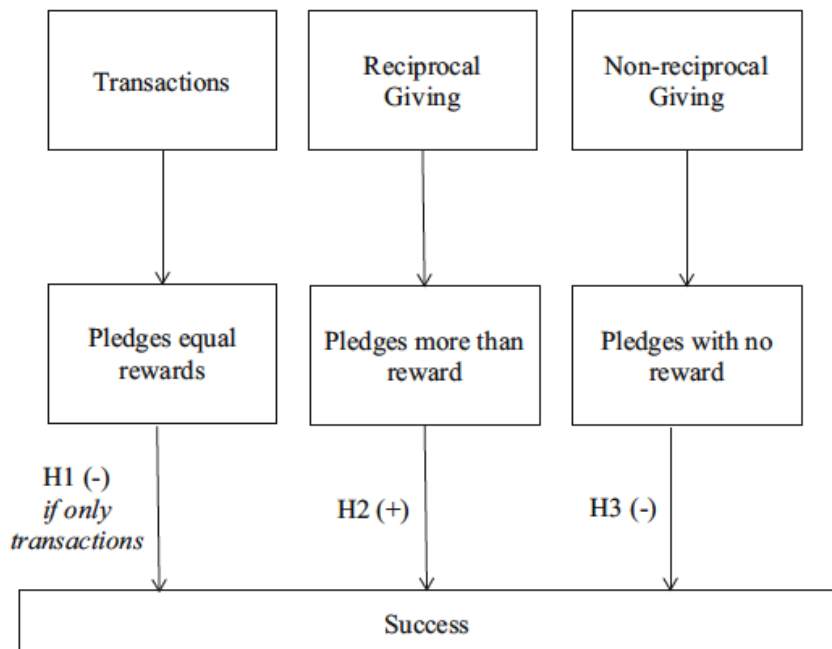 Transactions
Reciprocal
Giving
Non-reciprocal
Giving
Pledges equal
rewards
Pledges more than
reward
Pledges with no
reward
H1 (-)
if only
transactions
H2 (+)
H3 (-)
Success